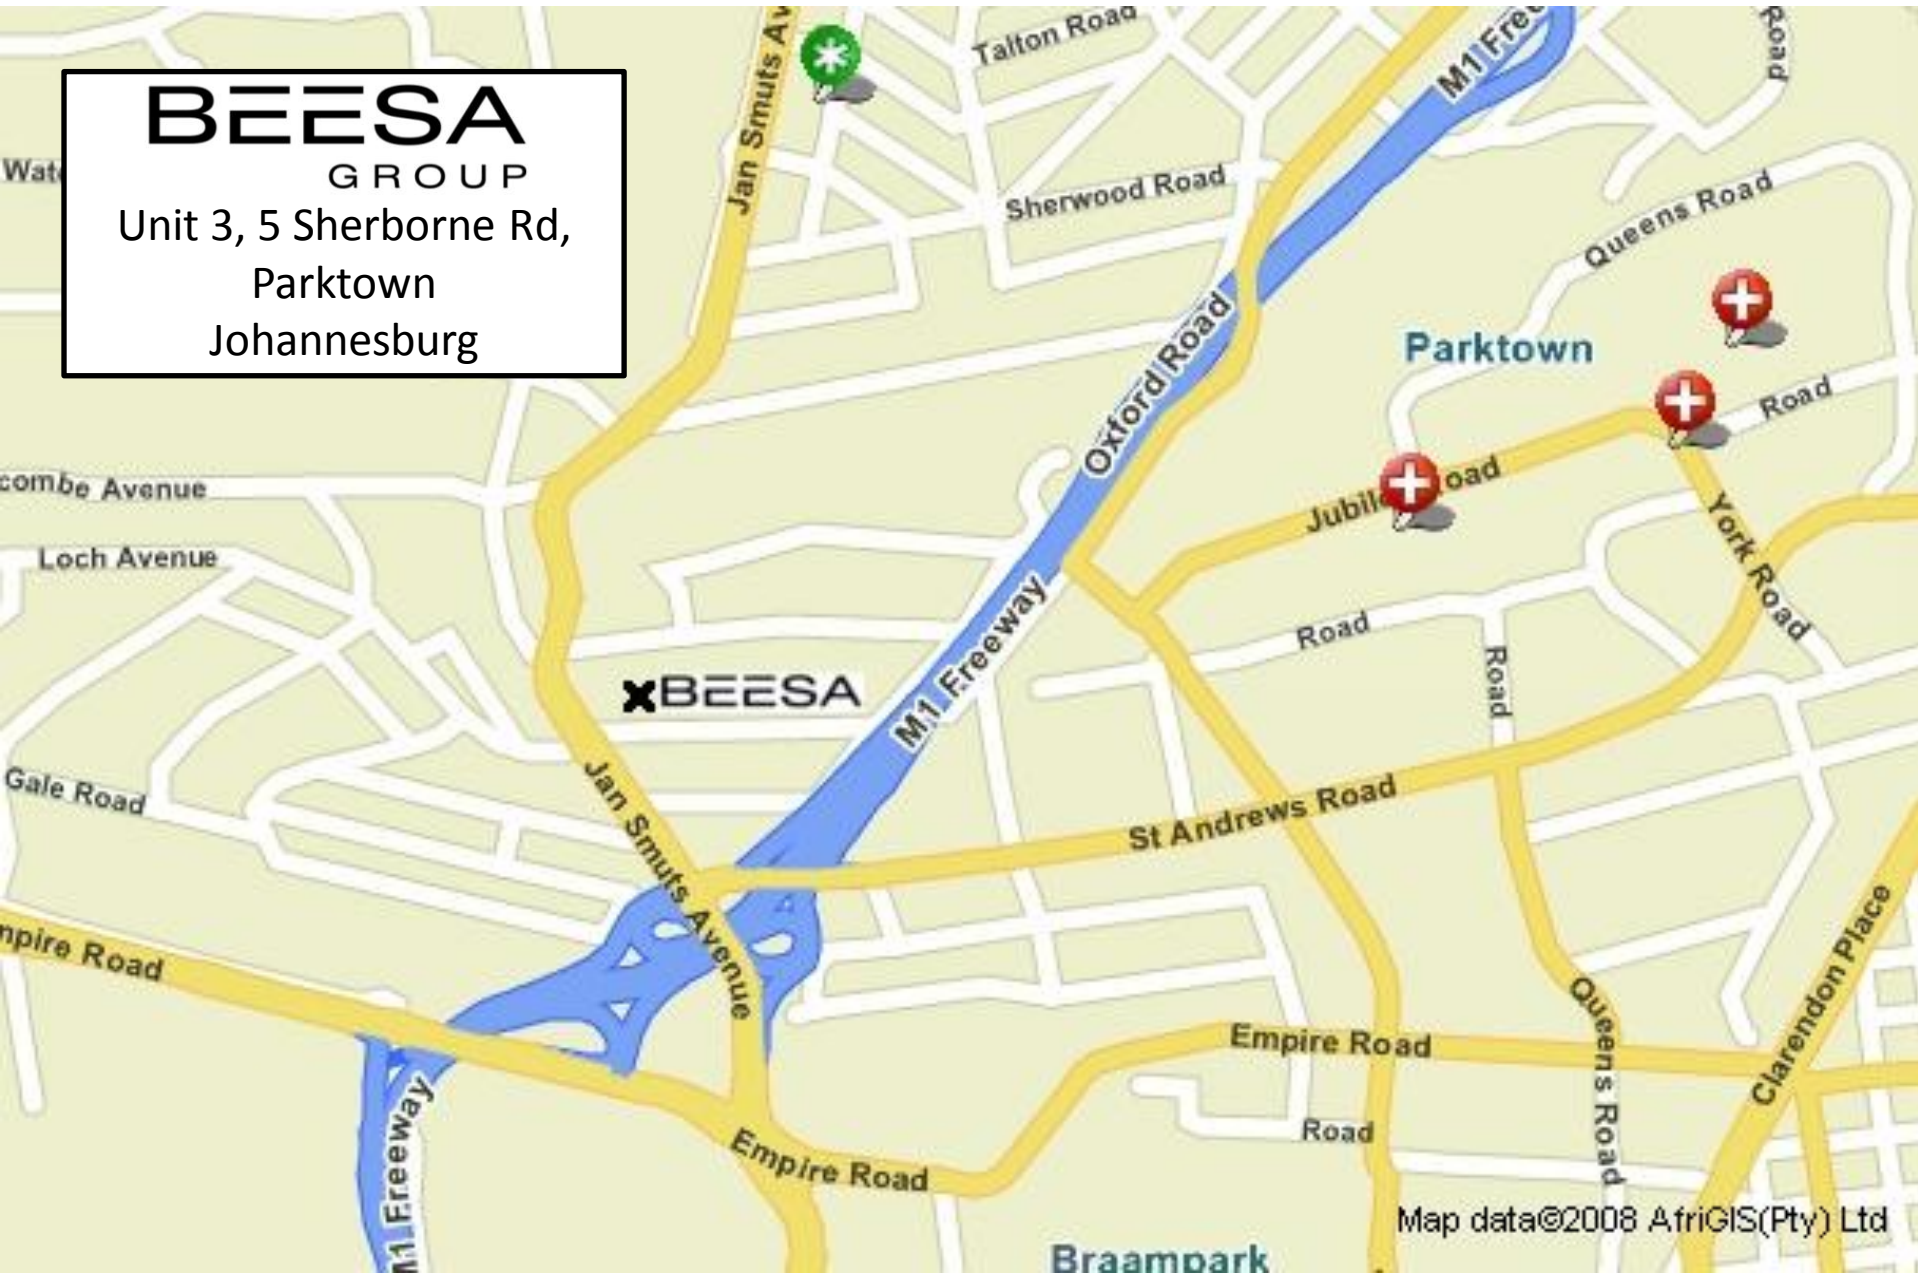 BEESA
GROUP
Unit 3, 5 Sherborne Rd,
Parktown
Johannesburg
Talton Road
M1 Free
Road
Jan Smuts Av
Sherwood Road
Queens Road
Oxford Road
Parktown
Road
combe Avenue
Jubil oad
York Road
Loch Avenue
Road
Road
M1 Freeway
BEESA
Jan Smuts Avenue
Gale Road
St Andrews Road
mpire Road
Clarendon Place
Queens Road
Empire Road
M1 Freeway
Road
Empire Road
Map data©2008 AfriGIS(Pty) Ltd
Braampark